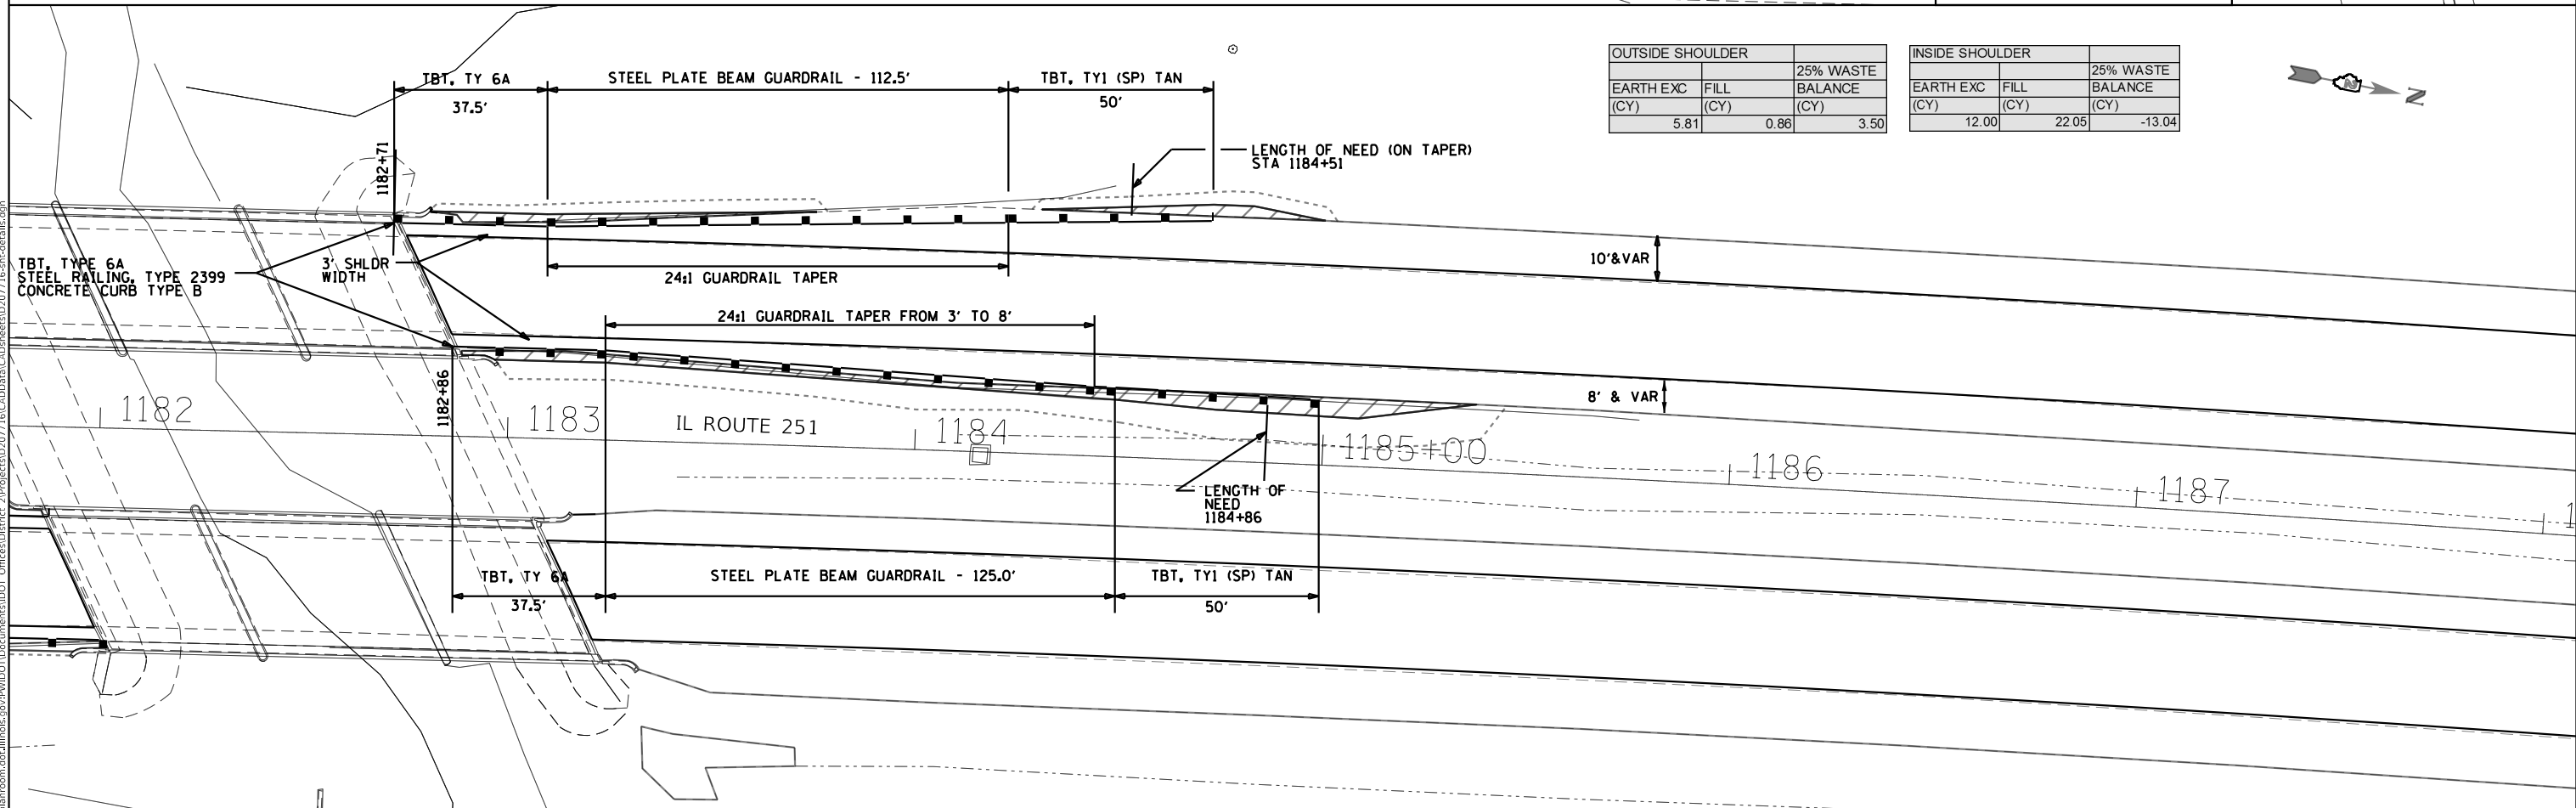 TBT, TY 6A
37.5'
STEEL PLATE BEAM GUARDRAIL - 112.5'
TBT, TY1 (SP) TAN
50'
OUTSIDE SHOULDER
25% WASTE
EARTH EXC FILL BALANCE
(CY) (CY) (CY)
5.81 0.86 3.50
INSIDE SHOULDER
25% WASTE
EARTH EXC FILL BALANCE
(CY) (CY) (CY)
12.00 22.05 -13.04
N
1182+71
LENGTH OF NEED (ON TAPER)
STA 1184+51
TBT, TYPE 6A
STEEL RAILING, TYPE 2399
CONCRETE CURB TYPE B
3' SHLDR
WIDTH
24:1 GUARDRAIL TAPER
10'&VAR
24:1 GUARDRAIL TAPER FROM 3' TO 8'
8' & VAR
1182+86
1182
1183
IL ROUTE 251
1184
1185+00
1186
1187
LENGTH OF
NEED
1184+86
TBT, TY 6A
37.5'
STEEL PLATE BEAM GUARDRAIL - 125.0'
TBT, TY1 (SP) TAN
50'